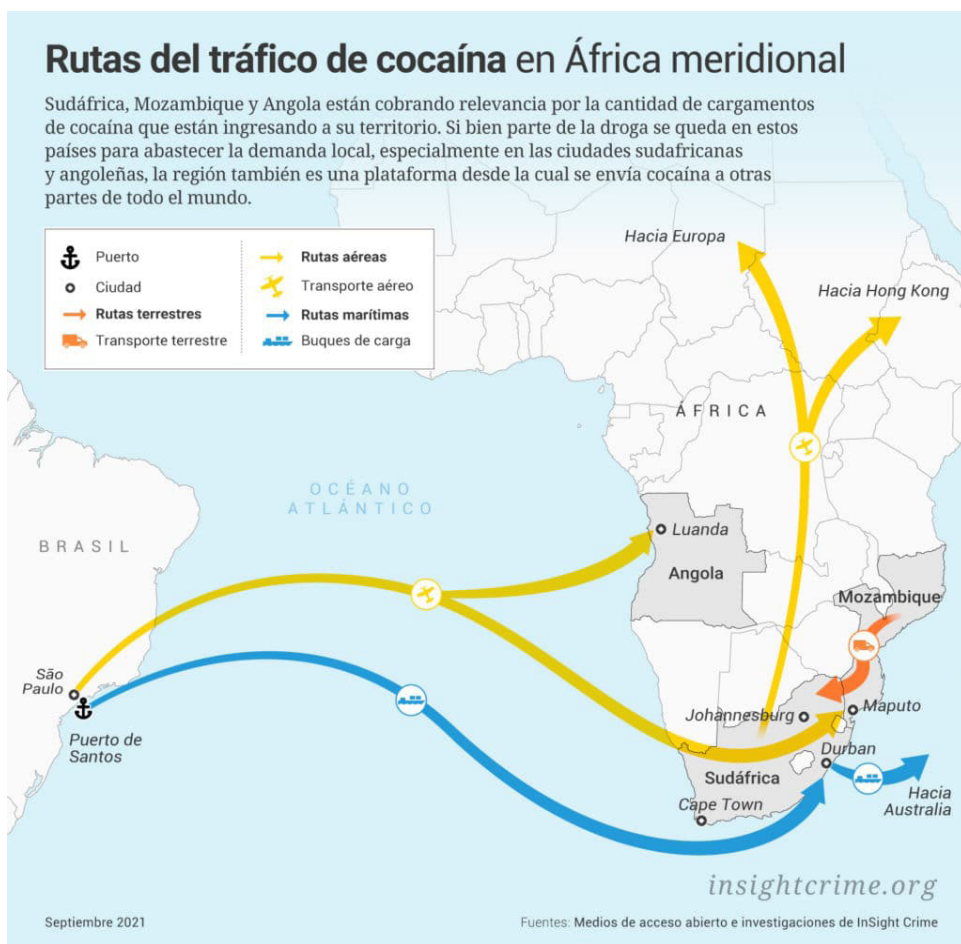 Rutas del tráfico de cocaína en África meridional
Sudáfrica, Mozambique y Angola están cobrando relevancia por la cantidad de cargamentos
de cocaína que están ingresando a su territorio. Si bien parte de la droga se queda en estos
países para abastecer la demanda local, especialmente en las ciudades sudafricanas
y angoleñas, la región también es una plataforma desde la cual se envía cocaína a otras
partes de todo el mundo.
Puerto
Ciudad
Rutas terrestres
Transporte terrestre
Rutas aéreas
Transporte aéreo
Rutas marítimas
Buques de carga
Hacia Europa
Hacia Hong Kong
ÁFRICA
OCÉANO
ATLÁNTICO
BRASIL
Luanda
Angola
Mozambique
São
Paulo
Puerto de
Santos
Johannesburg
Maputo
Durban
Sudáfrica
Cape Town
Hacia
Australia
insightcrime.org
Septiembre 2021
Fuentes: Medios de acceso abierto e investigaciones de InSight Crime